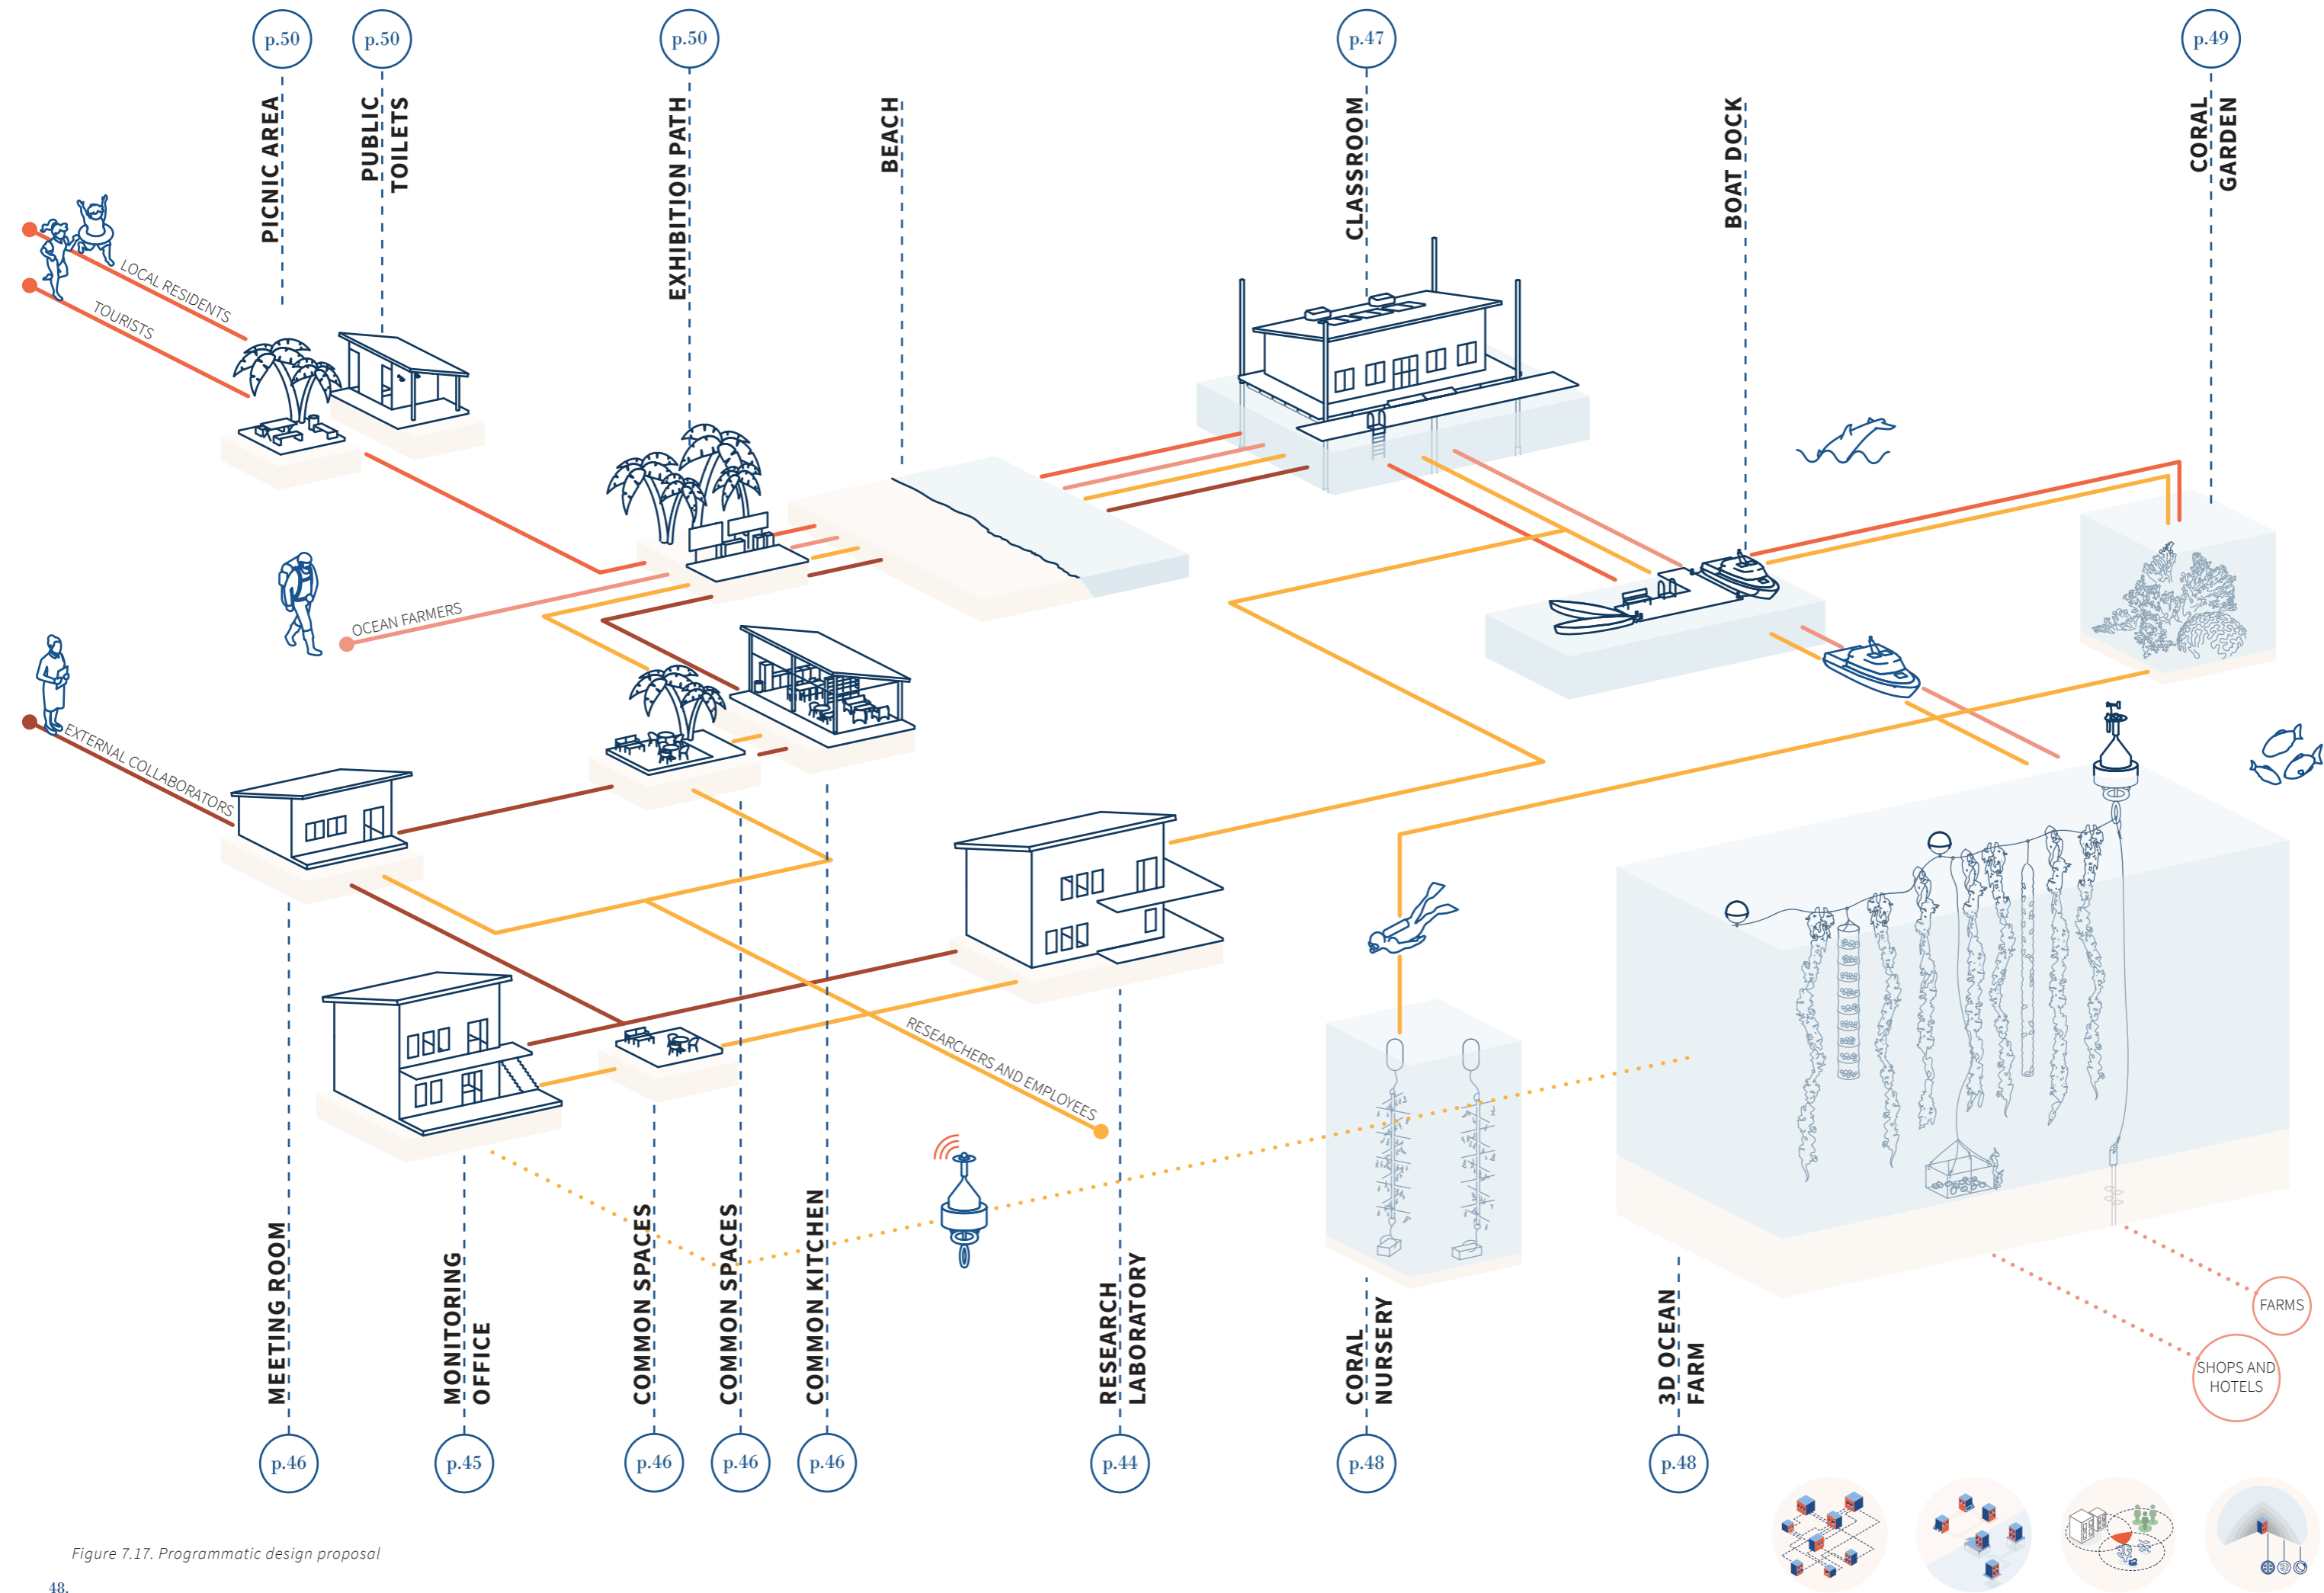 p.50
p.50
p.50
p.47
p.49
PICNIC AREA
PUBLIC
TOILETS
EXHIBITION PATH
BEACH
CLASSROOM
BOAT DOCK
CORAL
GARDEN
LOCAL RESIDENTS
TOURISTS
OCEAN FARMERS
EXTERNAL COLLABORATORS
RESEARCHERS AND EMPLOYEES
MEETING ROOM
MONITORING
OFFICE
COMMON SPACES
COMMON SPACES
COMMON KITCHEN
RESEARCH
LABORATORY
CORAL
NURSERY
3D OCEAN
FARM
FARMS
SHOPS AND
HOTELS
p.46
p.45
p.46
p.46
p.46
p.44
p.48
p.48
Figure 7.17. Programmatic design proposal
48.